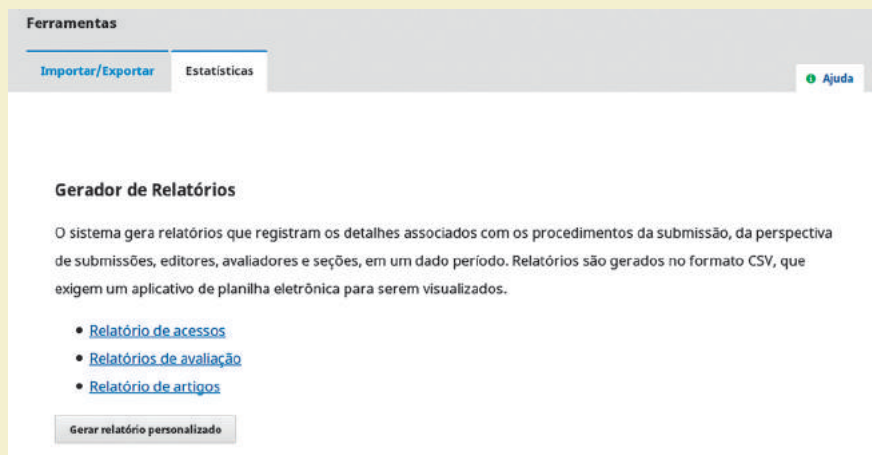 Ferramentas
Importar/Exportar
Estatísticas
Ajuda
Gerador de Relatórios
O sistema gera relatórios que registram os detalhes associados com os procedimentos da submissão, da perspectiva
de submissões, editores, avaliadores e seções, em um dado período. Relatórios são gerados no formato CSV, que
exigem um aplicativo de planilha eletrônica para serem visualizados.
Relatório de acessos
Relatórios de avaliação
Relatório de artigos
Gerar relatório personalizado